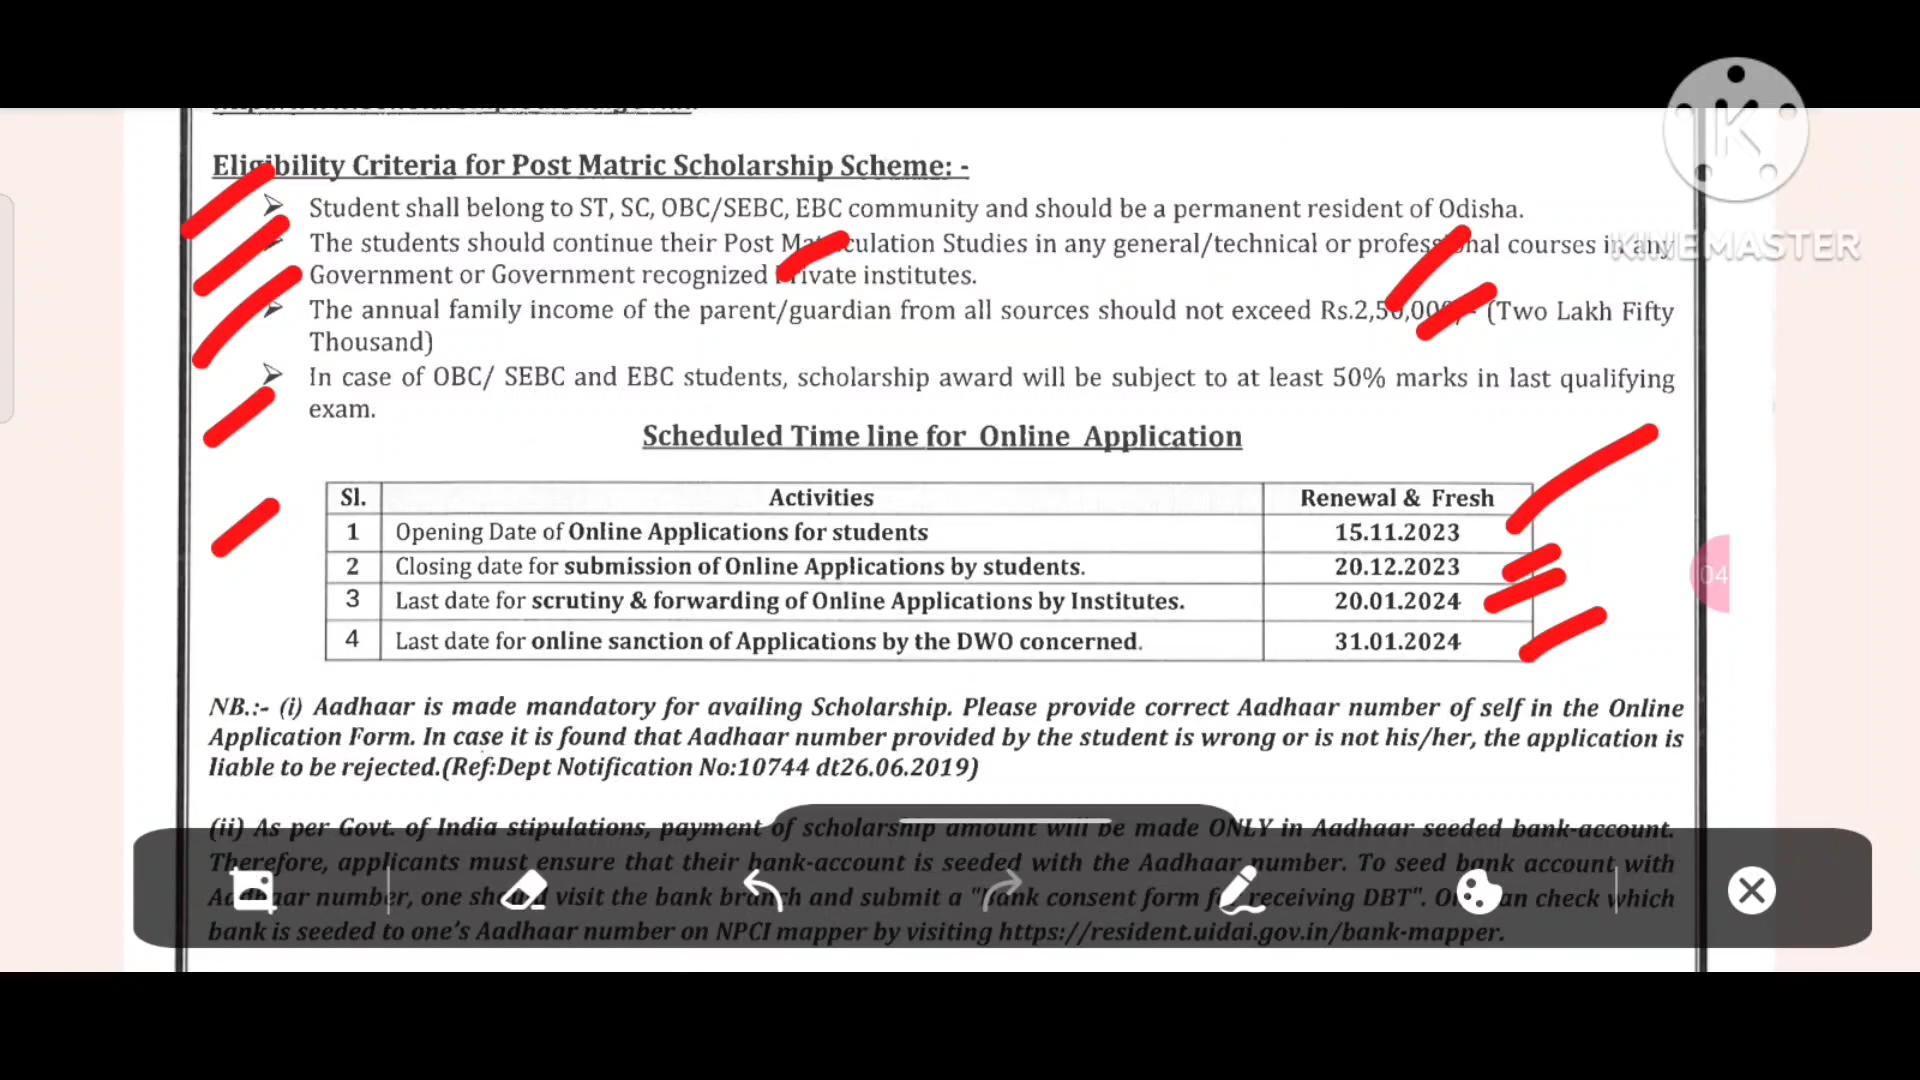 Eligibility Criteria for Post Matric Scholarship Scheme: -
➢ Student shall belong to ST, SC, OBC/SEBC, EBC community and should be a permanent resident of Odisha.
The students should continue their Post Matriculation Studies in any general/technical or professional courses in any
Government or Government recognized Private institutes.
➢ The annual family income of the parent/guardian from all sources should not exceed Rs.2,50,000/- (Two Lakh Fifty
Thousand)
➢ In case of OBC/ SEBC and EBC students, scholarship award will be subject to at least 50% marks in last qualifying
exam.
Scheduled Time line for Online Application
Sl. Activities Renewal & Fresh
1 Opening Date of Online Applications for students 15.11.2023
2 Closing date for submission of Online Applications by students. 20.12.2023
3 Last date for scrutiny & forwarding of Online Applications by Institutes. 20.01.2024
4 Last date for online sanction of Applications by the DWO concerned. 31.01.2024
NB.:- (i) Aadhaar is made mandatory for availing Scholarship. Please provide correct Aadhaar number of self in the Online
Application Form. In case it is found that Aadhaar number provided by the student is wrong or is not his/her, the application is
liable to be rejected.(Ref:Dept Notification No:10744 dt26.06.2019)
(ii) As per Govt. of India stipulations, payment of scholarship amount will be made ONLY in Aadhaar seeded bank-account.
Therefore, applicants must ensure that their bank-account is seeded with the Aadhaar number. To seed bank account with
Aadhaar number, one should visit the bank branch and submit a "Bank consent form for receiving DBT". One can check which
bank is seeded to one's Aadhaar number on NPCI mapper by visiting https://resident.uidai.gov.in/bank-mapper.
K
KINEMASTER
04